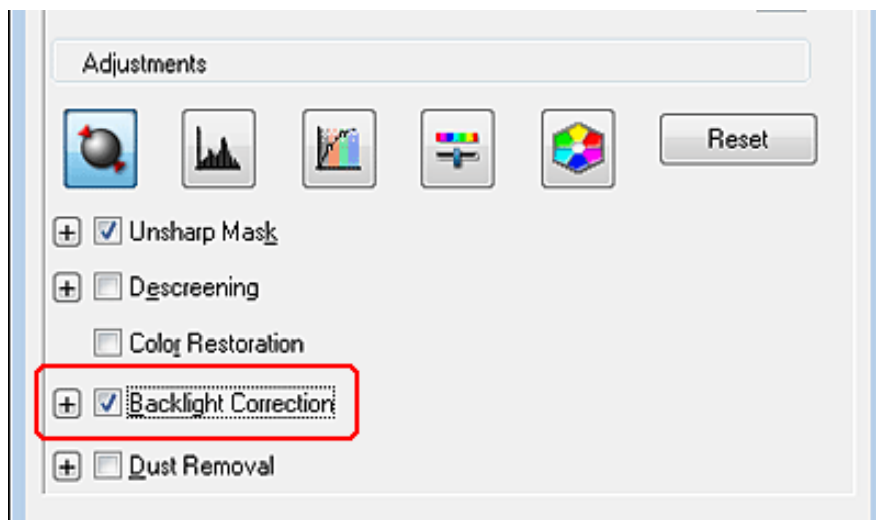 Adjustments
Reset
Unsharp Mask
Descreening
Color Restoration
Backlight Correction
Dust Removal